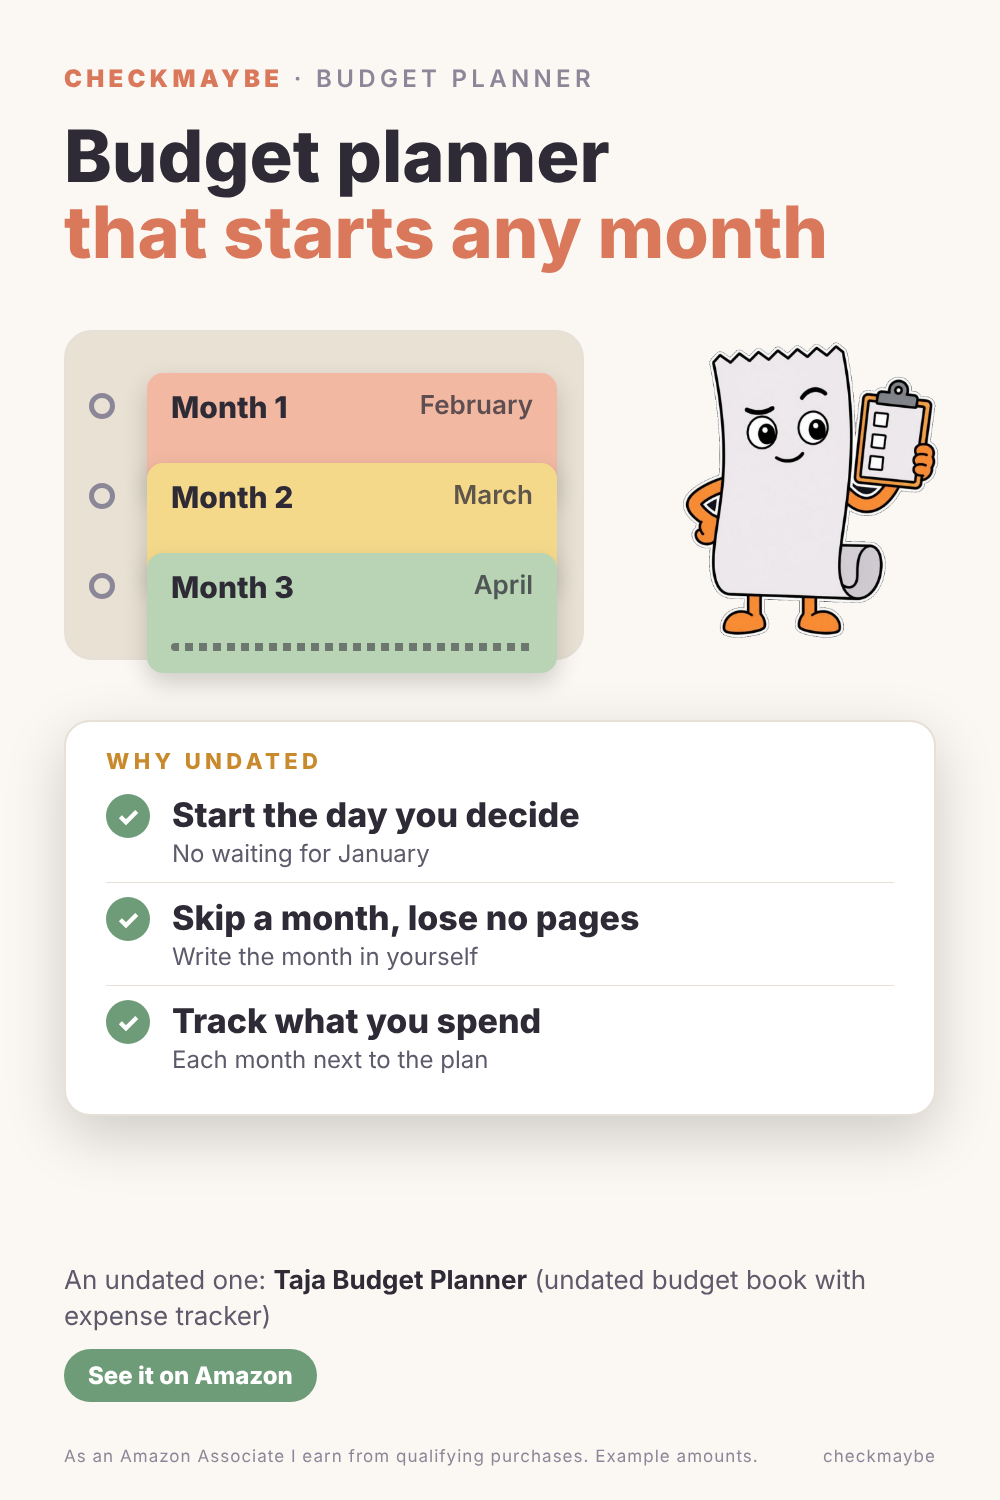 CHECKMAYBE · BUDGET PLANNER
Budget planner
that starts any month
Month 1 February
Month 2 March
Month 3 April
WHY UNDATED
Start the day you decide
No waiting for January
Skip a month, lose no pages
Write the month in yourself
Track what you spend
Each month next to the plan
An undated one: Taja Budget Planner (undated budget book with
expense tracker)
See it on Amazon
As an Amazon Associate I earn from qualifying purchases. Example amounts. checkmaybe